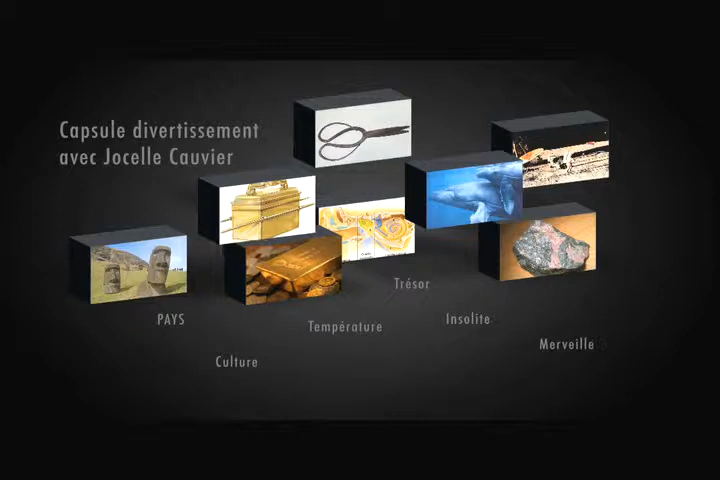 Capsule divertissement
avec Jocelle Cauvier
Trésor
PAYS
Température
Insolite
Merveille
Culture